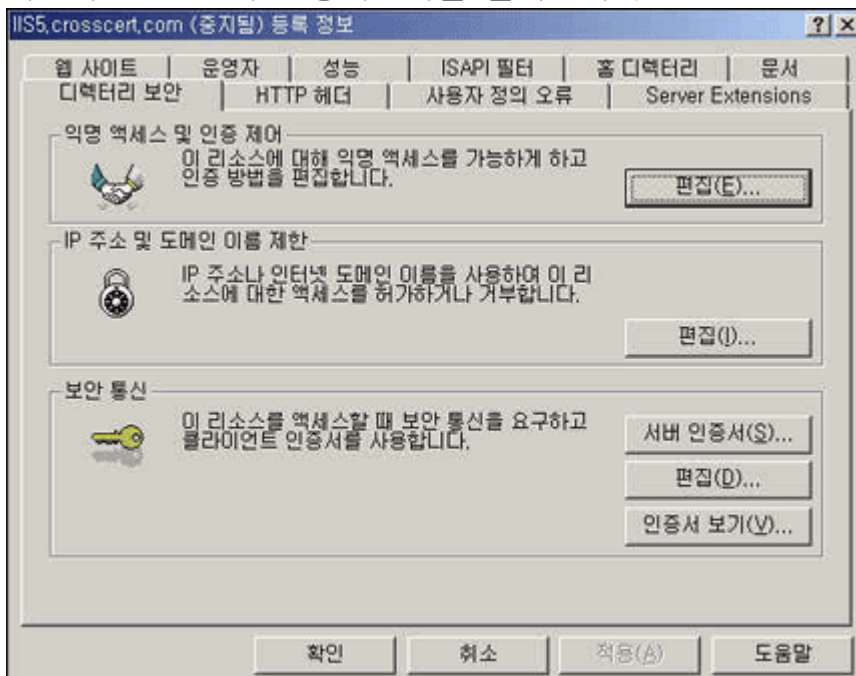 IIS5.crosscert.com (중지됨) 등록 정보
웹 사이트 운영자 성능 ISAPI 필터 홈 디렉터리 문서
디렉터리 보안 HTTP 헤더 사용자 정의 오류 Server Extensions
익명 액세스 및 인증 제어
이 리소스에 대해 익명 액세스를 가능하게 하고
인증 방법을 편집합니다.
편집(E)...
IP 주소 및 도메인 이름 제한
IP 주소나 인터넷 도메인 이름을 사용하여 이 리
소스에 대한 액세스를 허가하거나 거부합니다.
편집(I)...
보안 통신
이 리소스를 액세스할 때 보안 통신을 요구하고
클라이언트 인증서를 사용합니다.
서버 인증서(S)...
편집(D)...
인증서 보기(V)...
확인 취소 적용(A) 도움말